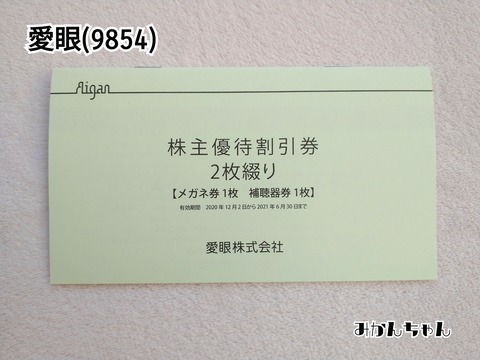 愛眼(9854)
Aigan
株主優待割引券
2枚綴り
【メガネ券1枚 補聴器券1枚】
有効期間 2020年12月2日から2021年6月30日まで
愛眼株式会社
みかんちゃん